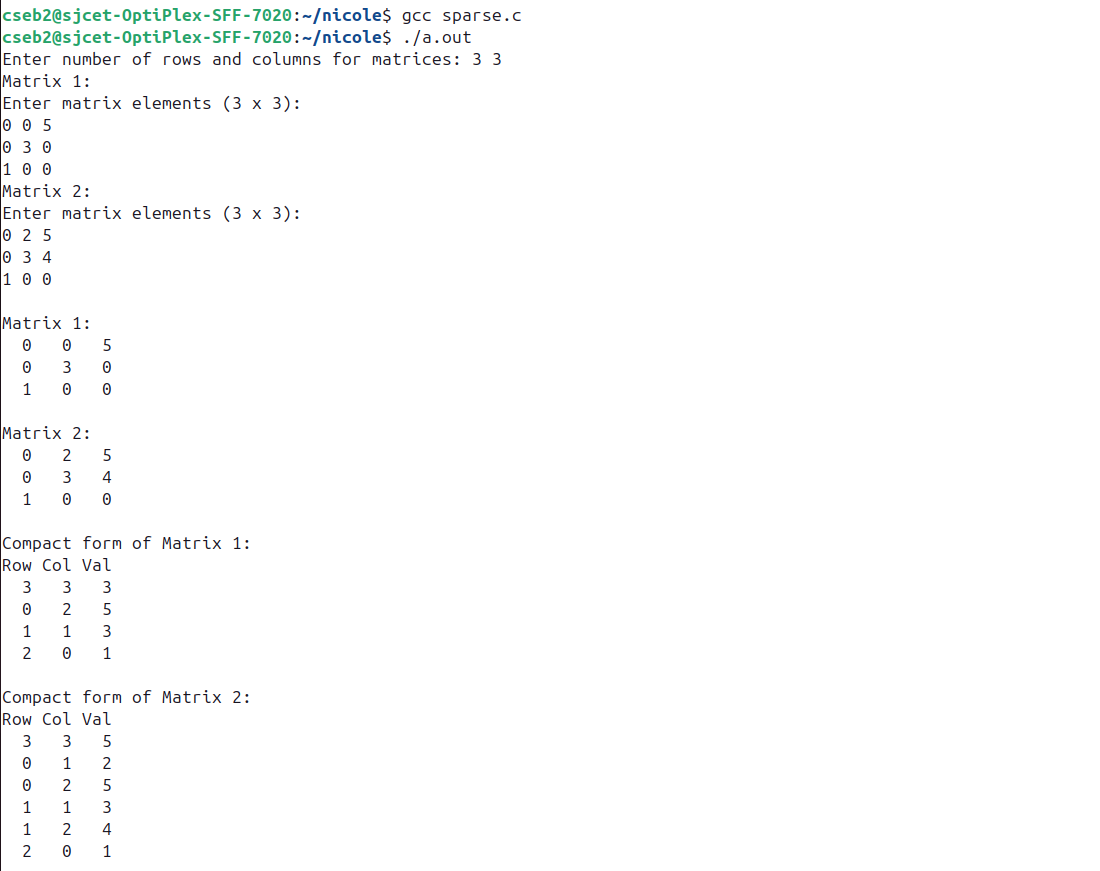 cseb2@sjcet-OptiPlex-SFF-7020:~/nicole$ gcc sparse.c
cseb2@sjcet-OptiPlex-SFF-7020:~/nicole$ ./a.out
Enter number of rows and columns for matrices: 3 3
Matrix 1:
Enter matrix elements (3 x 3):
0 0 5
0 3 0
1 0 0
Matrix 2:
Enter matrix elements (3 x 3):
0 2 5
0 3 4
1 0 0

Matrix 1:
  0   0   5
  0   3   0
  1   0   0

Matrix 2:
  0   2   5
  0   3   4
  1   0   0

Compact form of Matrix 1:
Row Col Val
  3   3   3
  0   2   5
  1   1   3
  2   0   1

Compact form of Matrix 2:
Row Col Val
  3   3   5
  0   1   2
  0   2   5
  1   1   3
  1   2   4
  2   0   1